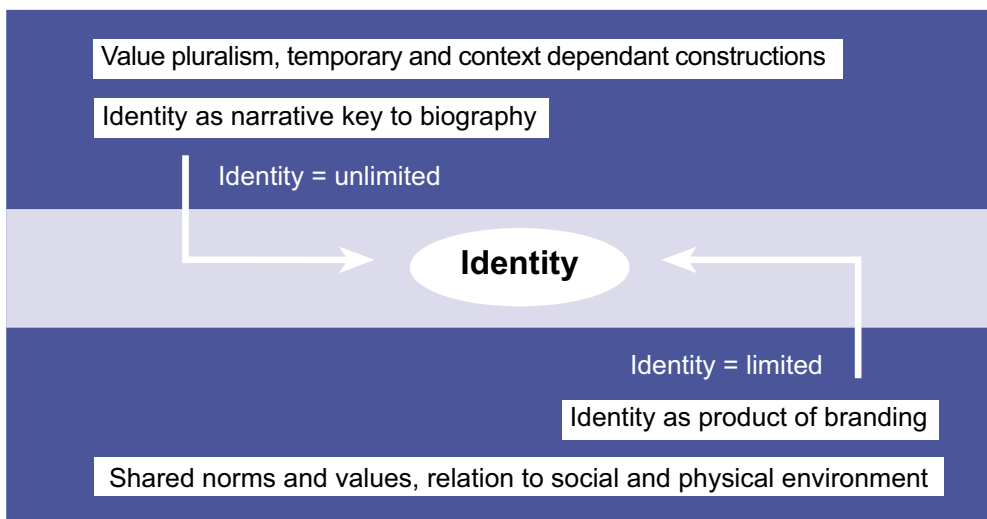 Value pluralism, temporary and context dependant constructions
Identity as narrative key to biography
Identity = unlimited
Identity
Identity = limited
Identity as product of branding
Shared norms and values, relation to social and physical environment